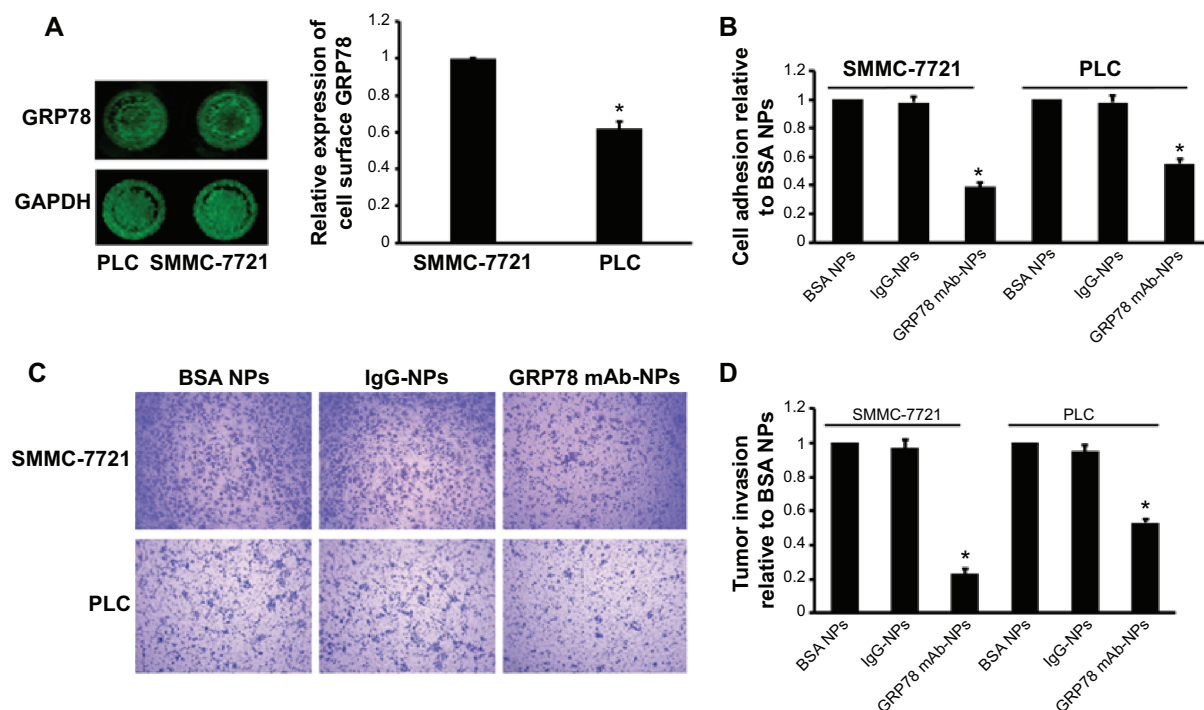 A
GRP78
GAPDH
PLC SMMC-7721
Relative expression of
cell surface GRP78
1.2
1
0.8
0.6
0.4
0.2
0
*
SMMC-7721
PLC
B
Cell adhesion relative
to BSA NPs
1.2
1
0.8
0.6
0.4
0.2
0
SMMC-7721
PLC
*
*
BSA NPs
IgG-NPs
GRP78 mAb-NPs
BSA NPs
IgG-NPs
GRP78 mAb-NPs
C
BSA NPs
IgG-NPs
GRP78 mAb-NPs
SMMC-7721
PLC
D
Tumor invasion
relative to BSA NPs
1.2
1
0.8
0.6
0.4
0.2
0
SMMC-7721
PLC
*
*
BSA NPs
IgG-NPs
GRP78 mAb-NPs
BSA NPs
IgG-NPs
GRP78 mAb-NPs